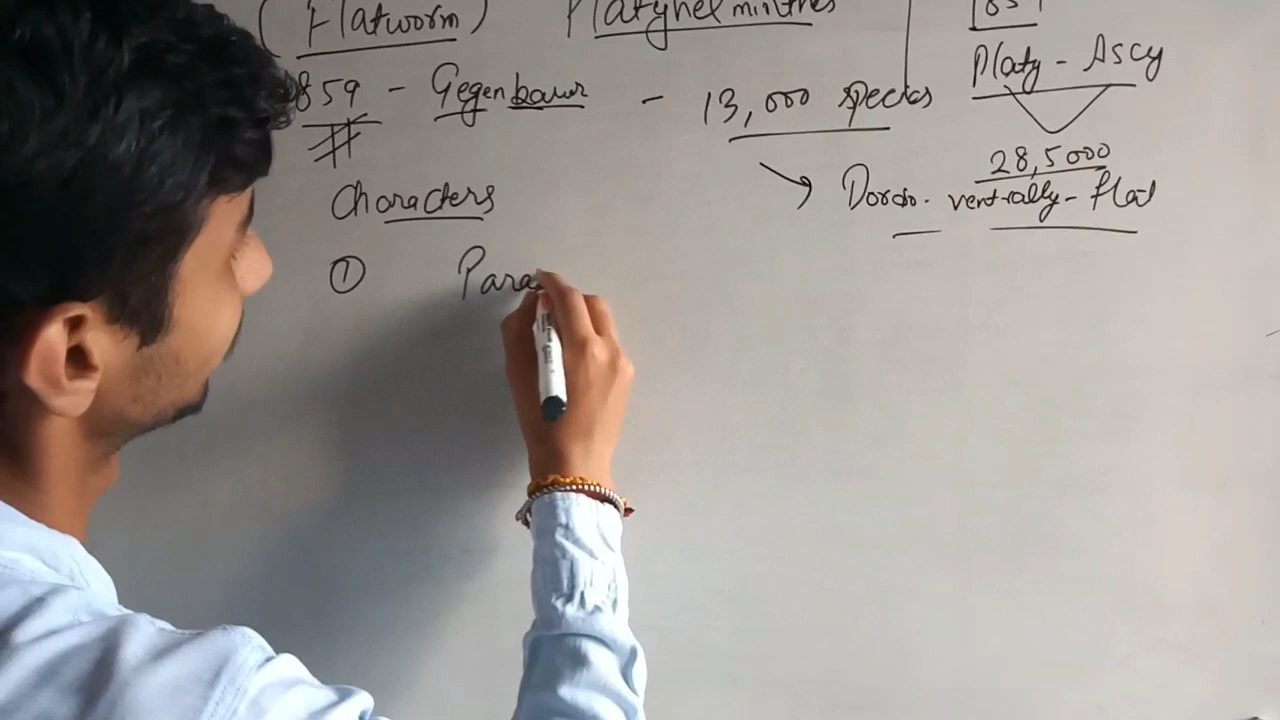 (Flatworm) Platyhelminthes
859 - Gegenbaur - 13,000 species
Platy - Ascy
28,5000
Characters
Dorso. ventrally - flat
① Para